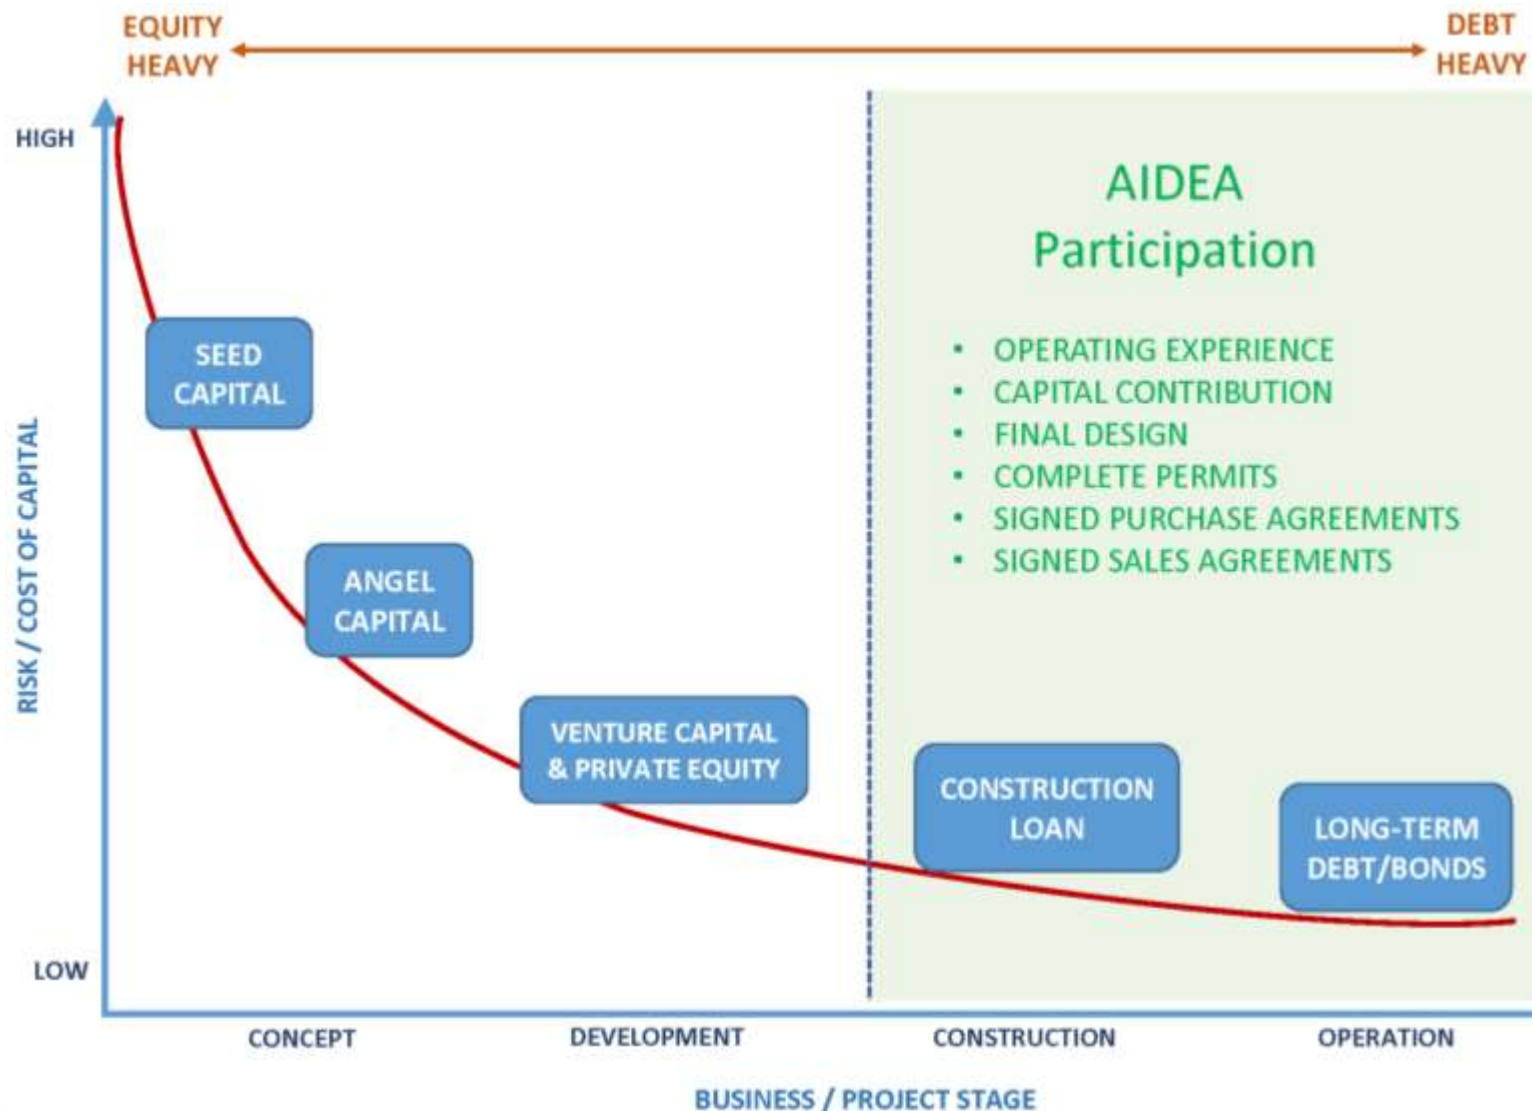 EQUITY
HEAVY
DEBT
HEAVY
HIGH
AIDEA
Participation
• OPERATING EXPERIENCE
• CAPITAL CONTRIBUTION
• FINAL DESIGN
• COMPLETE PERMITS
• SIGNED PURCHASE AGREEMENTS
• SIGNED SALES AGREEMENTS
SEED
CAPITAL
ANGEL
CAPITAL
VENTURE CAPITAL
& PRIVATE EQUITY
CONSTRUCTION
LOAN
LONG-TERM
DEBT/BONDS
RISK / COST OF CAPITAL
LOW
CONCEPT
DEVELOPMENT
CONSTRUCTION
OPERATION
BUSINESS / PROJECT STAGE